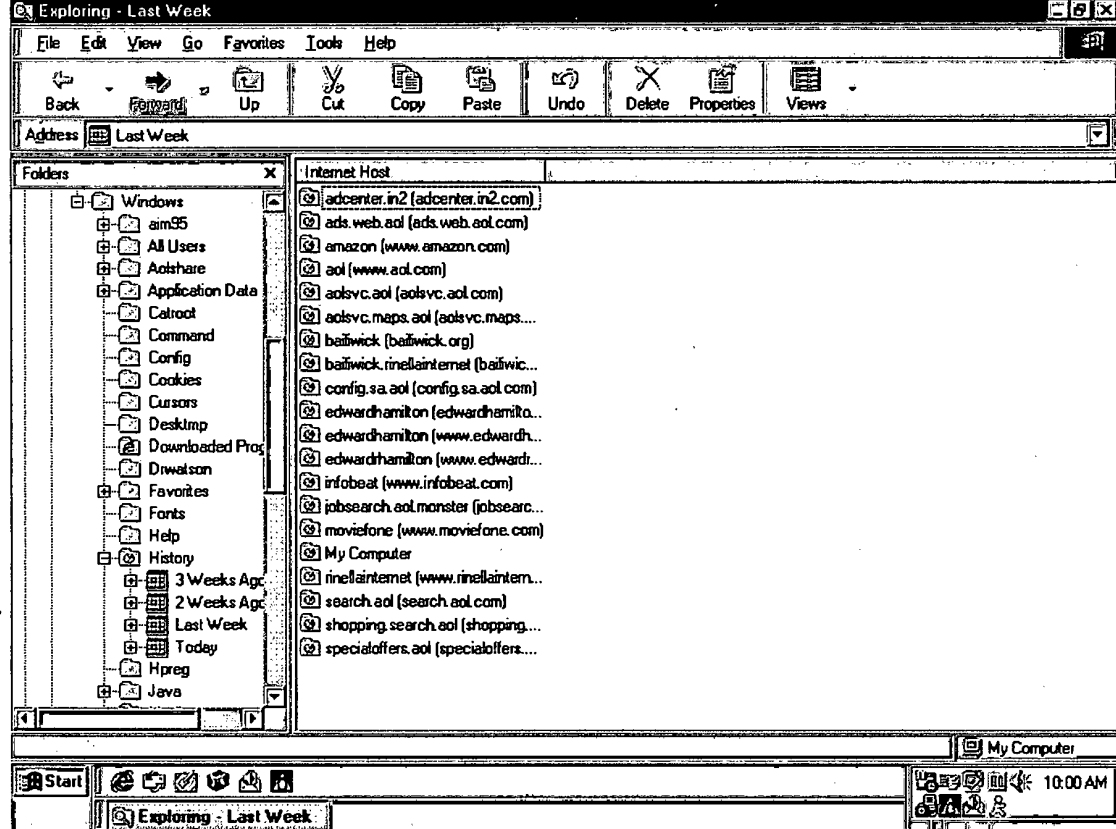 Exploring - Last Week
File Edit View Go Favorites Tools Help
Back Forward Up Cut Copy Paste Undo Delete Properties Views
Address Last Week
Folders
Windows
aim95
All Users
Aolshare
Application Data
Catroot
Command
Config
Cookies
Cursors
Desktmp
Downloaded Prog
Drwatson
Favorites
Fonts
Help
History
3 Weeks Ago
2 Weeks Ago
Last Week
Today
Hpreg
Java
Internet Host
adcenter.in2 (adcenter.in2.com)
ads.web.aol (ads.web.aol.com)
amazon (www.amazon.com)
aol (www.aol.com)
aolsvc.aol (aolsvc.aol.com)
aolsvc.maps.aol (aolsvc.maps....
bailiwick (bailiwick.org)
bailiwick.rinellainternet (bailiwic...
config.sa.aol (config.sa.aol.com)
edwardhamilton (edwardhamilto...
edwardhamilton (www.edwardh...
edwardrhamilton (www.edwardr...
infobeat (www.infobeat.com)
jobsearch.aol.monster (jobsearc...
moviefone (www.moviefone.com)
My Computer
rinellainternet (www.rinellaintern...
search.aol (search.aol.com)
shopping.search.aol (shopping....
specialoffers.aol (specialoffers....
My Computer
Start
10:00 AM
Exploring - Last Week